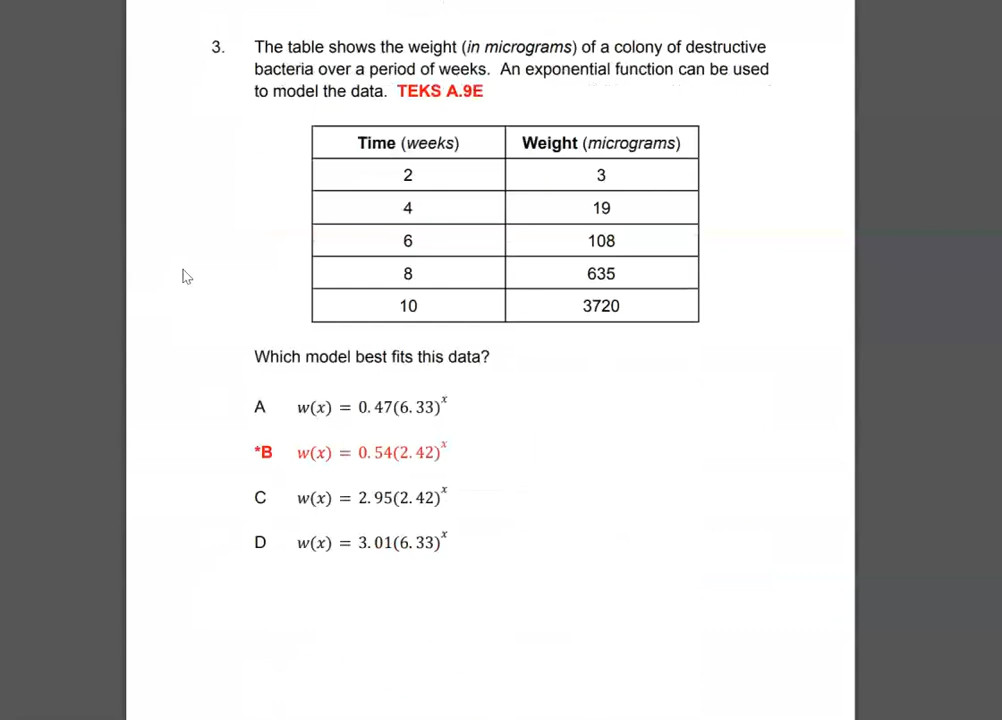 3. The table shows the weight (in micrograms) of a colony of destructive
bacteria over a period of weeks. An exponential function can be used
to model the data. TEKS A.9E
Time (weeks) Weight (micrograms)
2 3
4 19
6 108
8 635
10 3720
Which model best fits this data?
A w(x) = 0.47(6.33)^x
*B w(x) = 0.54(2.42)^x
C w(x) = 2.95(2.42)^x
D w(x) = 3.01(6.33)^x